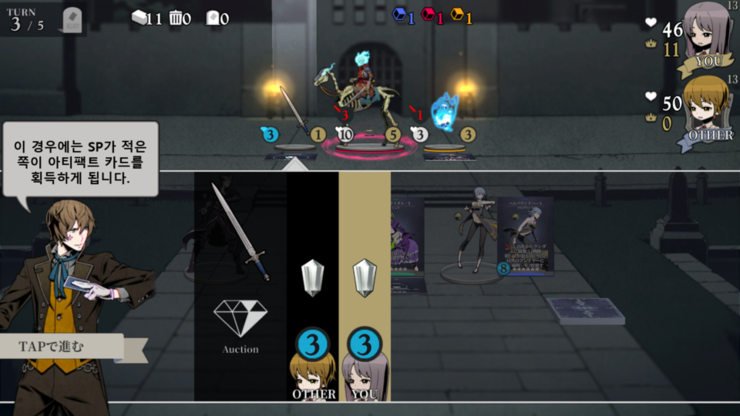 TURN
3 / 5
11 0 0
1 1 1
13
46
11
YOU
13
50
0
OTHER
3 1
3
10 5
1
3 3
이 경우에는 SP가 적은
쪽이 아티팩트 카드를
획득하게 됩니다.
TAPで進む
Auction
3 3
OTHER YOU
8